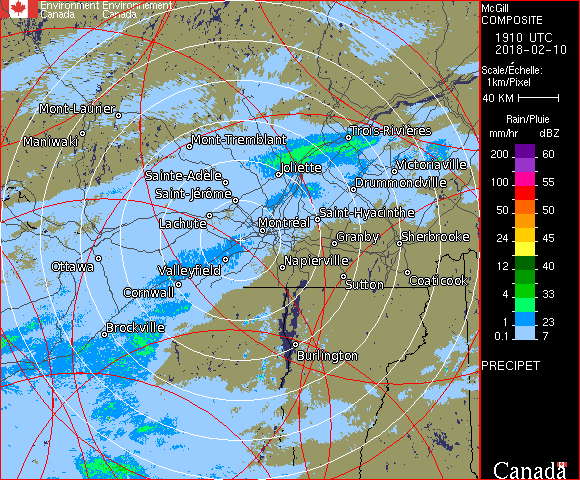 Environment Environnement
Canada Canada
McGill
COMPOSITE
1910 UTC
2018-02-10
Scale/Échelle:
1km/Pixel
40 KM
Rain/Pluie
mm/hr dBZ
200 60
100 55
50 50
24 45
12 40
4 33
1 23
0.1 7
PRECIPET
Mont-Laurier
Maniwaki
Mont-Tremblant
Trois-Rivières
Joliette
Victoriaville
Sainte-Adèle
Drummondville
Saint-Jérôme
Saint-Hyacinthe
Lachute
Montréal
Granby
Sherbrooke
Ottawa
Valleyfield
Napierville
Sutton
Coaticook
Cornwall
Brockville
Burlington
Canada